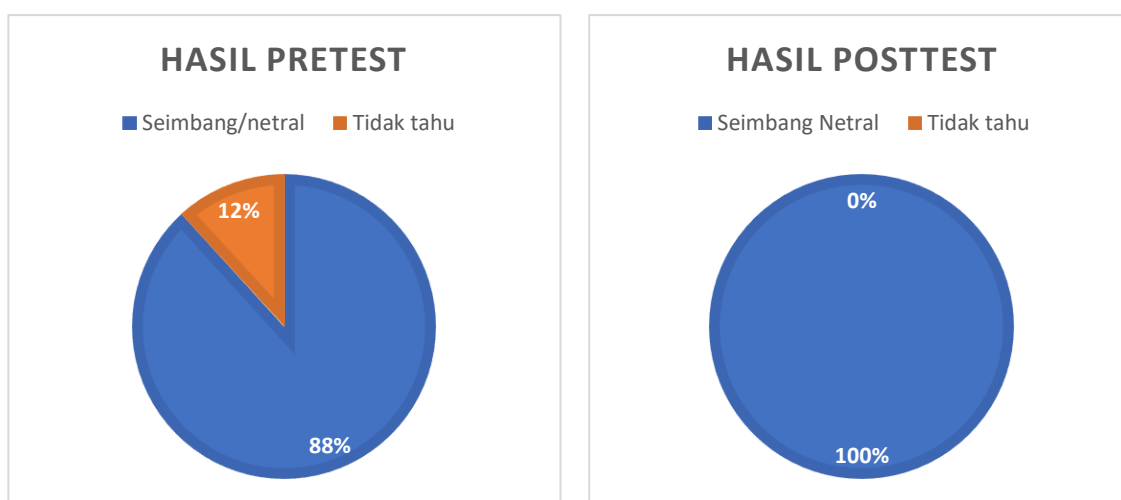 HASIL PRETEST
Seimbang/netral Tidak tahu
12%
88%
HASIL POSTTEST
Seimbang Netral Tidak tahu
0%
100%